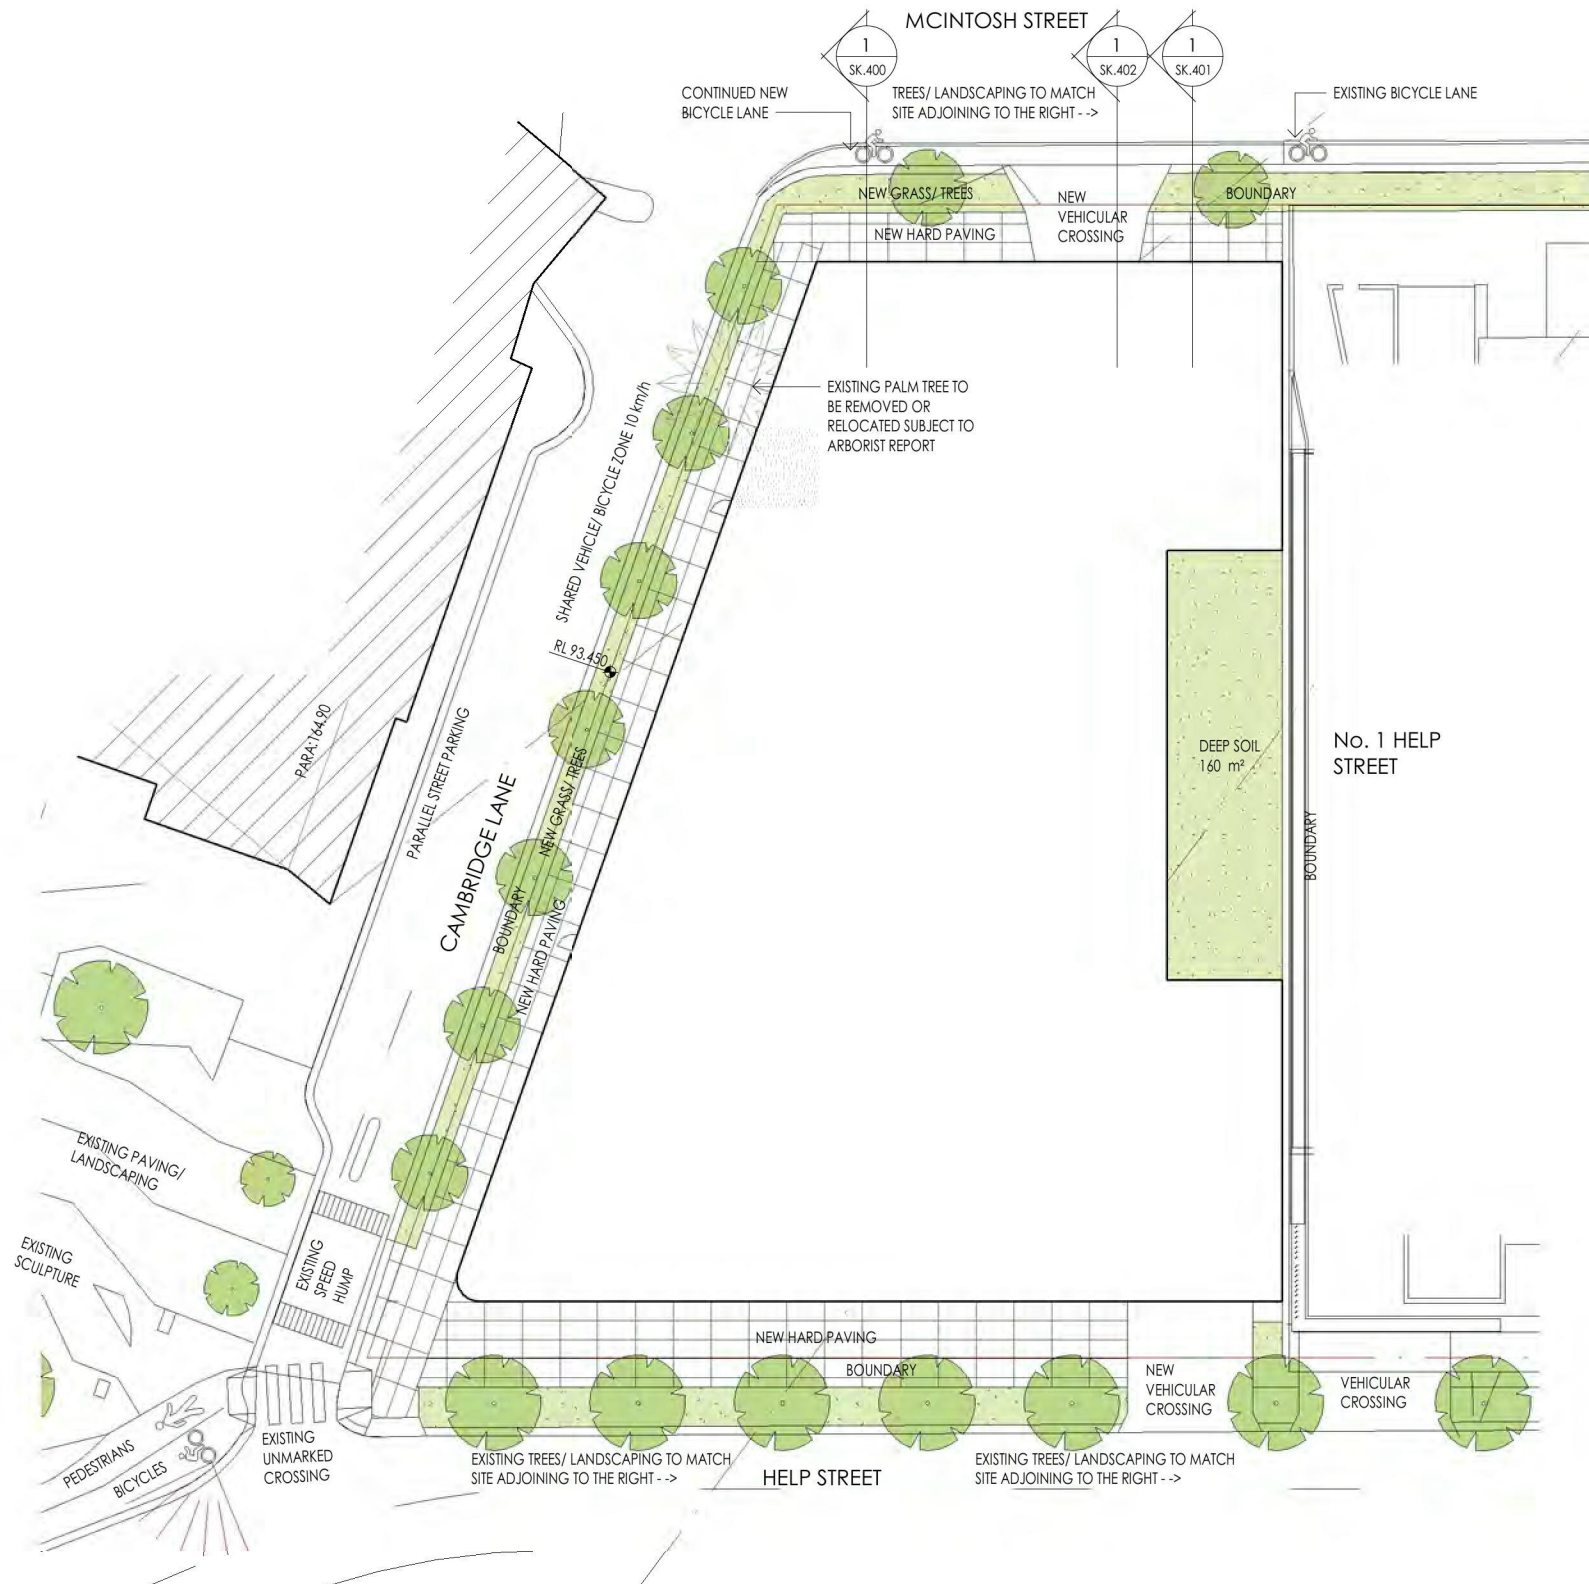 MCINTOSH STREET
1
SK.400
1
SK.402
1
SK.401
CONTINUED NEW
BICYCLE LANE
TREES/ LANDSCAPING TO MATCH
SITE ADJOINING TO THE RIGHT - ->
EXISTING BICYCLE LANE
NEW GRASS/ TREES
NEW
VEHICULAR
CROSSING
BOUNDARY
NEW HARD PAVING
EXISTING PALM TREE TO
BE REMOVED OR
RELOCATED SUBJECT TO
ARBORIST REPORT
SHARED VEHICLE/ BICYCLE ZONE 10 km/h
RL 93.450
PARA:164.90
PARALLEL STREET PARKING
CAMBRIDGE LANE
NEW GRASS/ TREES
BOUNDARY
NEW HARD PAVING
DEEP SOIL
160 m²
No. 1 HELP
STREET
BOUNDARY
EXISTING PAVING/
LANDSCAPING
EXISTING
SCULPTURE
EXISTING
SPEED
HUMP
NEW HARD PAVING
BOUNDARY
NEW
VEHICULAR
CROSSING
VEHICULAR
CROSSING
PEDESTRIANS
BICYCLES
EXISTING
UNMARKED
CROSSING
EXISTING TREES/ LANDSCAPING TO MATCH
SITE ADJOINING TO THE RIGHT - ->
HELP STREET
EXISTING TREES/ LANDSCAPING TO MATCH
SITE ADJOINING TO THE RIGHT - ->